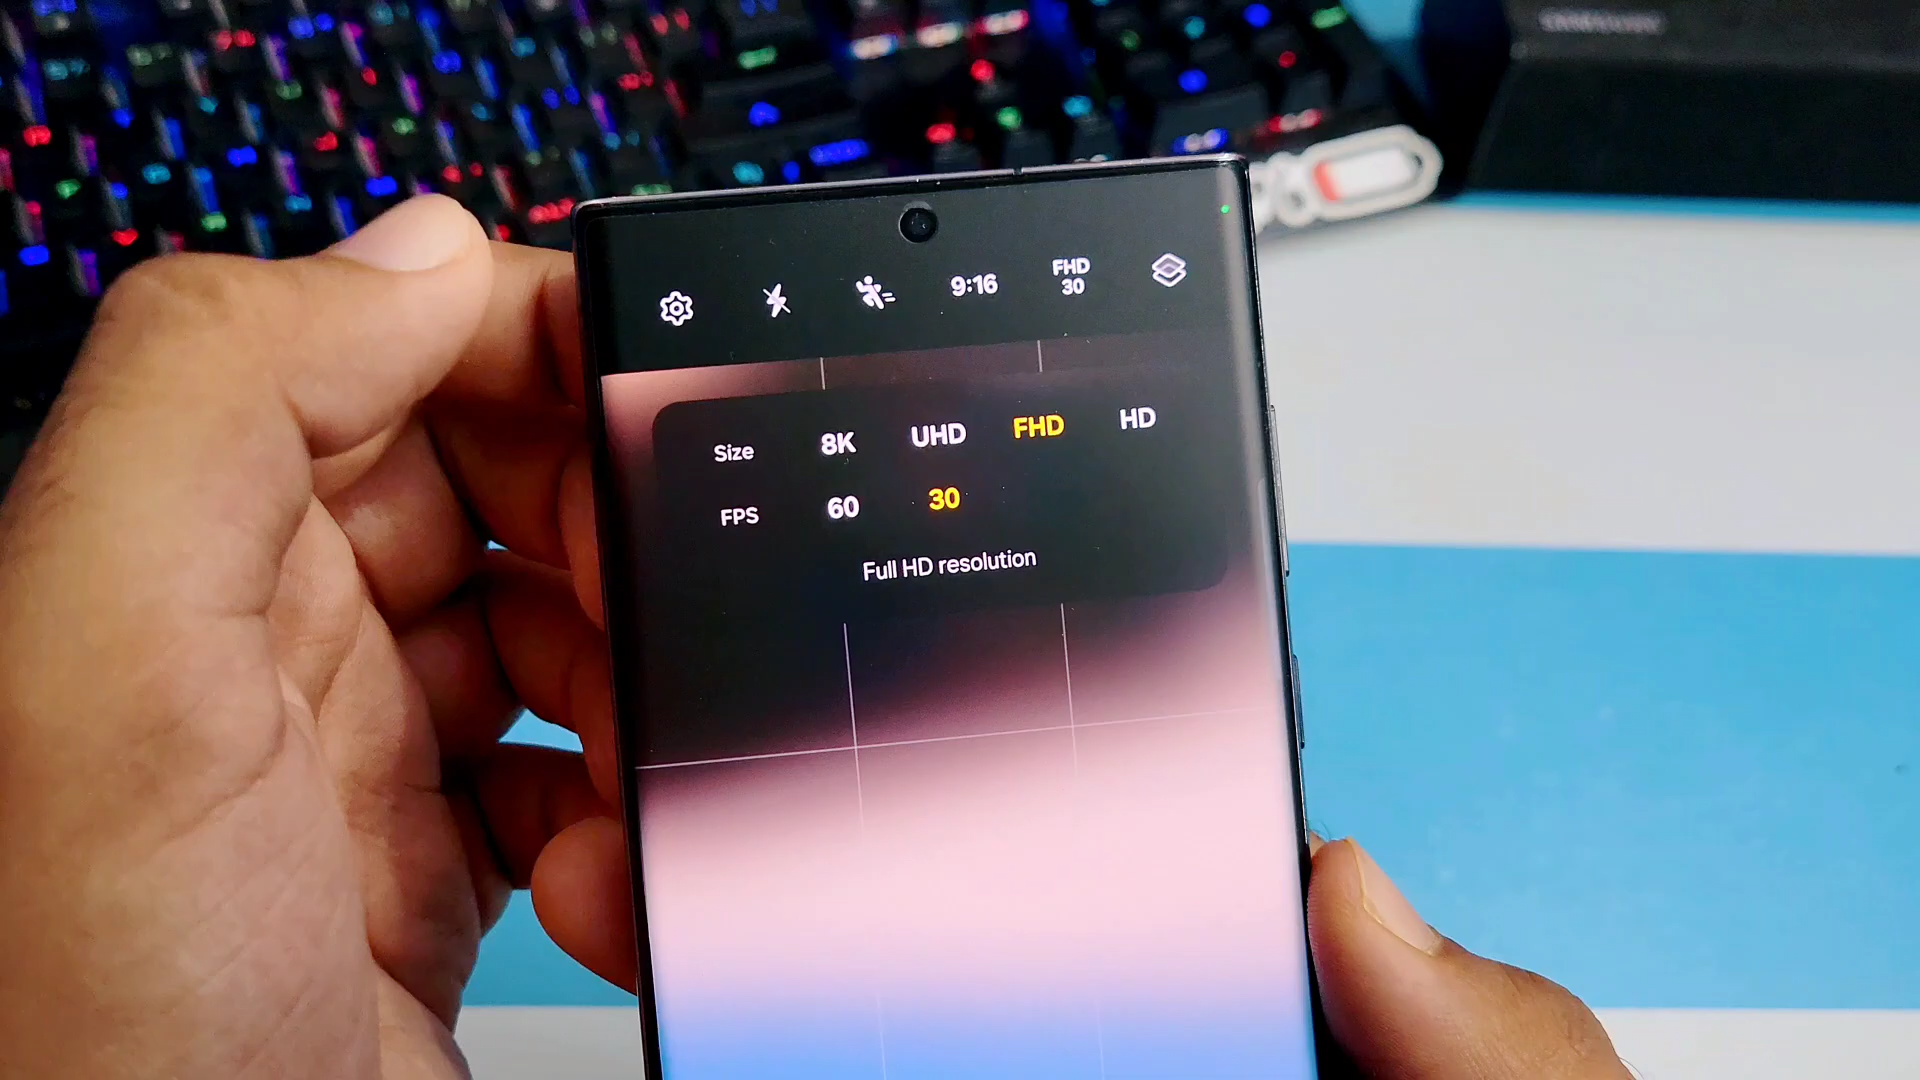 9:16
FHD
30
Size 8K UHD FHD HD
FPS 60 30
Full HD resolution